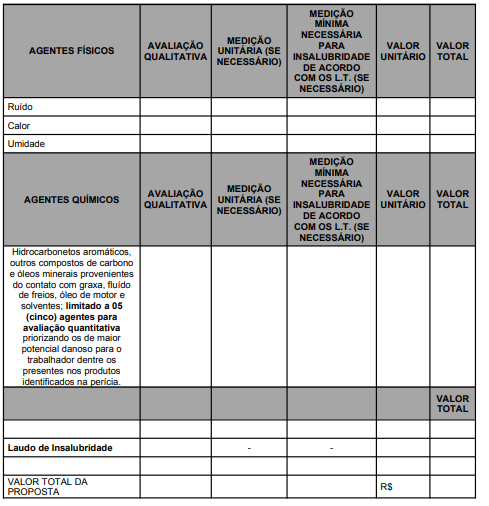 AGENTES FÍSICOS
AVALIAÇÃO
QUALITATIVA
MEDIÇÃO
UNITÁRIA (SE
NECESSÁRIO)
MEDIÇÃO
MÍNIMA
NECESSÁRIA
PARA
INSALUBRIDADE
DE ACORDO
COM OS L.T. (SE
NECESSÁRIO)
VALOR
UNITÁRIO
VALOR
TOTAL
Ruído
Calor
Umidade
AGENTES QUÍMICOS
AVALIAÇÃO
QUALITATIVA
MEDIÇÃO
UNITÁRIA (SE
NECESSÁRIO)
MEDIÇÃO
MÍNIMA
NECESSÁRIA
PARA
INSALUBRIDADE
DE ACORDO
COM OS L.T. (SE
NECESSÁRIO)
VALOR
UNITÁRIO
VALOR
TOTAL
Hidrocarbonetos aromáticos,
outros compostos de carbono
e óleos minerais provenientes
do contato com graxa, fluído
de freios, óleo de motor e
solventes; limitado a 05
(cinco) agentes para
avaliação quantitativa
priorizando os de maior
potencial danoso para o
trabalhador dentre os
presentes nos produtos
identificados na perícia.
VALOR
TOTAL
Laudo de Insalubridade - -
VALOR TOTAL DA
PROPOSTA
R$